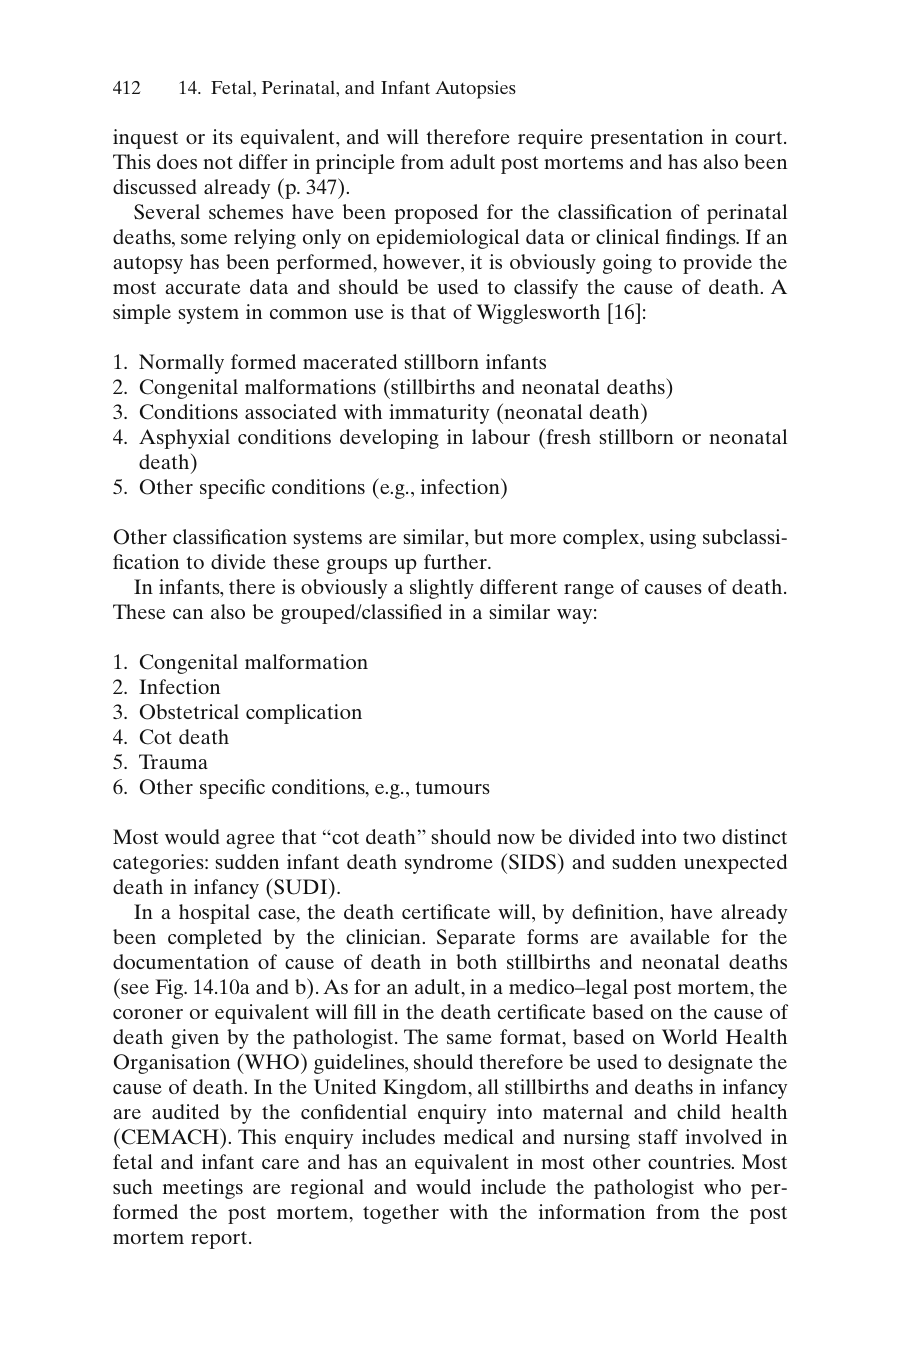 412 14. Fetal, Perinatal, and Infant Autopsies
inquest or its equivalent, and will therefore require presentation in court.
This does not differ in principle from adult post mortems and has also been
discussed already (p. 347).
Several schemes have been proposed for the classification of perinatal
deaths, some relying only on epidemiological data or clinical findings. If an
autopsy has been performed, however, it is obviously going to provide the
most accurate data and should be used to classify the cause of death. A
simple system in common use is that of Wigglesworth [16]:
1. Normally formed macerated stillborn infants
2. Congenital malformations (stillbirths and neonatal deaths)
3. Conditions associated with immaturity (neonatal death)
4. Asphyxial conditions developing in labour (fresh stillborn or neonatal
death)
5. Other specific conditions (e.g., infection)
Other classification systems are similar, but more complex, using subclassi-
fication to divide these groups up further.
In infants, there is obviously a slightly different range of causes of death.
These can also be grouped/classified in a similar way:
1. Congenital malformation
2. Infection
3. Obstetrical complication
4. Cot death
5. Trauma
6. Other specific conditions, e.g., tumours
Most would agree that “cot death” should now be divided into two distinct
categories: sudden infant death syndrome (SIDS) and sudden unexpected
death in infancy (SUDI).
In a hospital case, the death certificate will, by definition, have already
been completed by the clinician. Separate forms are available for the
documentation of cause of death in both stillbirths and neonatal deaths
(see Fig. 14.10a and b). As for an adult, in a medico–legal post mortem, the
coroner or equivalent will fill in the death certificate based on the cause of
death given by the pathologist. The same format, based on World Health
Organisation (WHO) guidelines, should therefore be used to designate the
cause of death. In the United Kingdom, all stillbirths and deaths in infancy
are audited by the confidential enquiry into maternal and child health
(CEMACH). This enquiry includes medical and nursing staff involved in
fetal and infant care and has an equivalent in most other countries. Most
such meetings are regional and would include the pathologist who per-
formed the post mortem, together with the information from the post
mortem report.